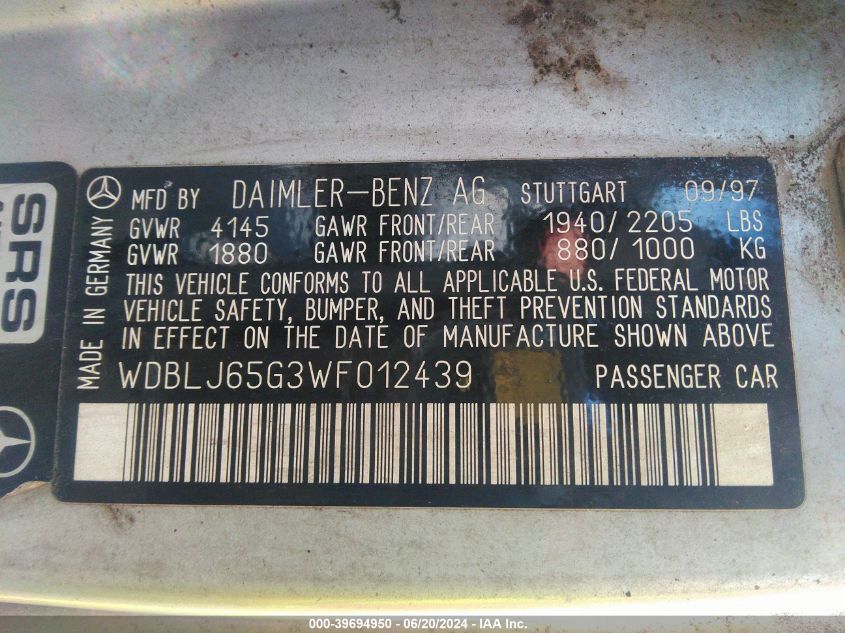 MFD BY DAIMLER-BENZ AG STUTTGART 09/97
GVWR 4145 GAWR FRONT/REAR 1940/2205 LBS
GVWR 1880 GAWR FRONT/REAR 880/1000 KG
THIS VEHICLE CONFORMS TO ALL APPLICABLE U.S. FEDERAL MOTOR
VEHICLE SAFETY, BUMPER, AND THEFT PREVENTION STANDARDS
IN EFFECT ON THE DATE OF MANUFACTURE SHOWN ABOVE
WDBLJ65G3WF012439 PASSENGER CAR
MADE IN GERMANY
SRS
000-39694950 - 06/20/2024 - IAA Inc.